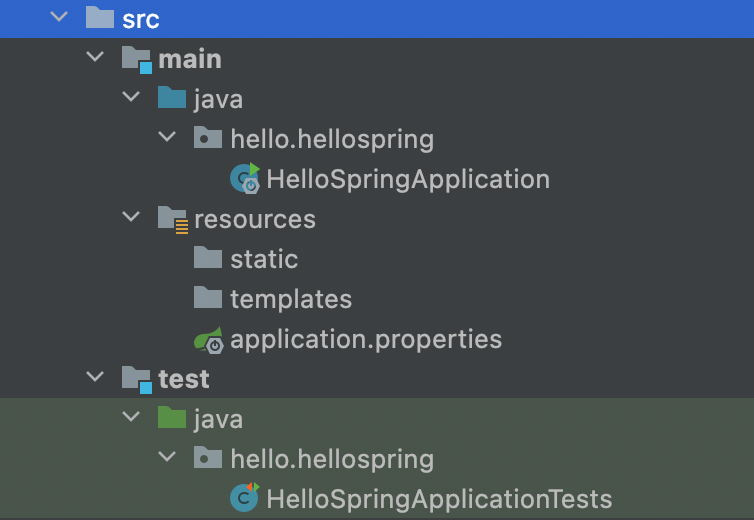 src
main
java
hello.hellospring
HelloSpringApplication
resources
static
templates
application.properties
test
java
hello.hellospring
HelloSpringApplicationTests